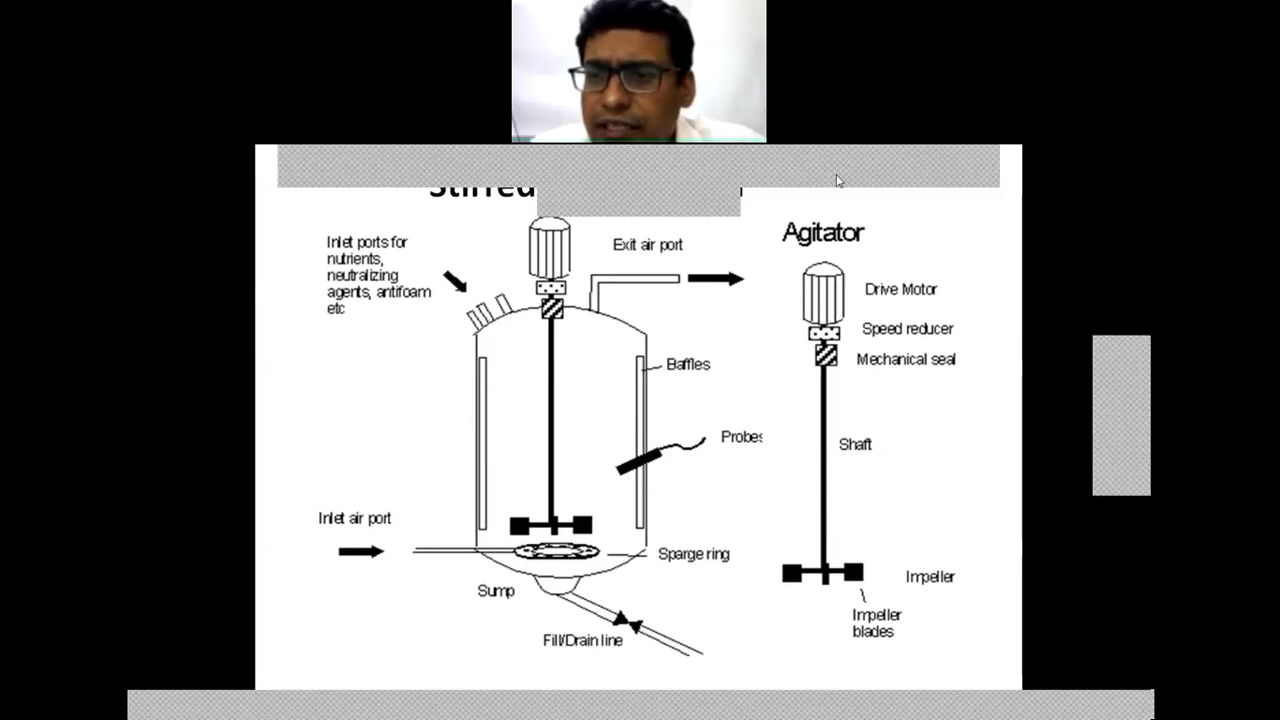 Stirred
Inlet ports for
nutrients,
neutralizing
agents, antifoam
etc
Exit air port
Baffles
Inlet air port
Sparge ring
Sump
Fill/Drain line
Agitator
Drive Motor
Speed reducer
Mechanical seal
Shaft
Impeller
Impeller
blades